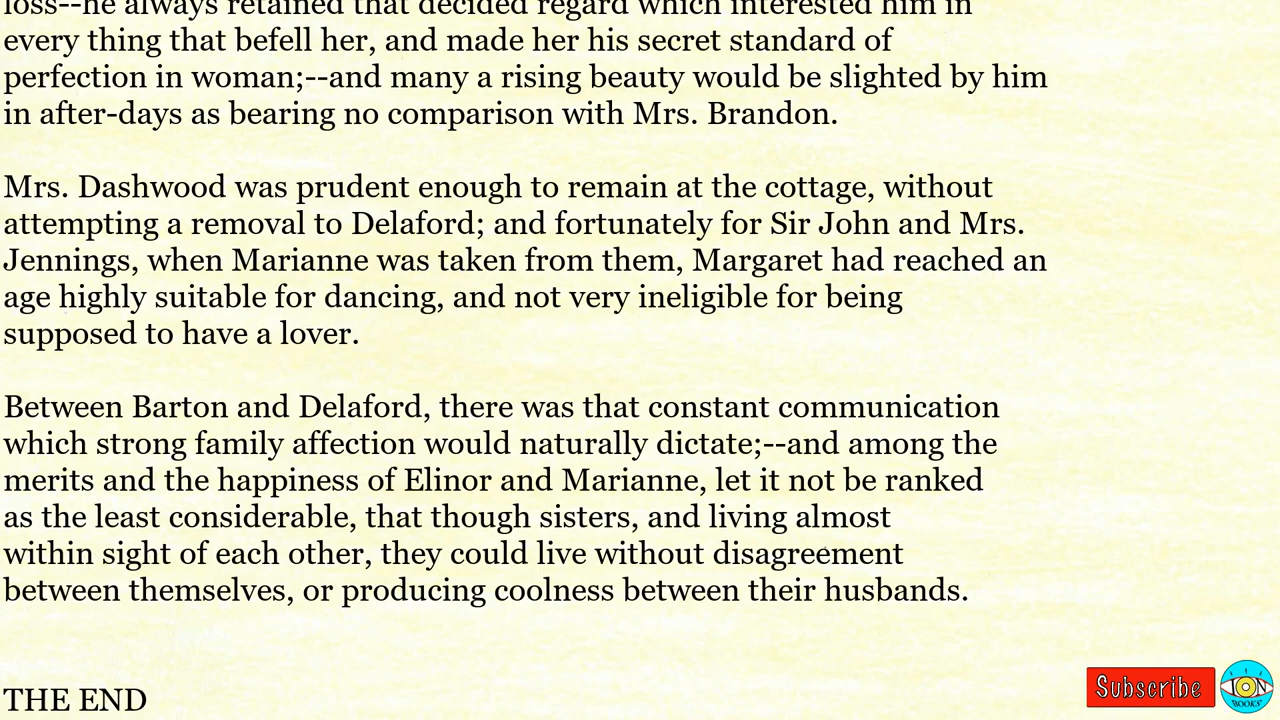 loss--he always retained that decided regard which interested him in
every thing that befell her, and made her his secret standard of
perfection in woman;--and many a rising beauty would be slighted by him
in after-days as bearing no comparison with Mrs. Brandon.
Mrs. Dashwood was prudent enough to remain at the cottage, without
attempting a removal to Delaford; and fortunately for Sir John and Mrs.
Jennings, when Marianne was taken from them, Margaret had reached an
age highly suitable for dancing, and not very ineligible for being
supposed to have a lover.
Between Barton and Delaford, there was that constant communication
which strong family affection would naturally dictate;--and among the
merits and the happiness of Elinor and Marianne, let it not be ranked
as the least considerable, that though sisters, and living almost
within sight of each other, they could live without disagreement
between themselves, or producing coolness between their husbands.
THE END
Subscribe
ION
BOOKS